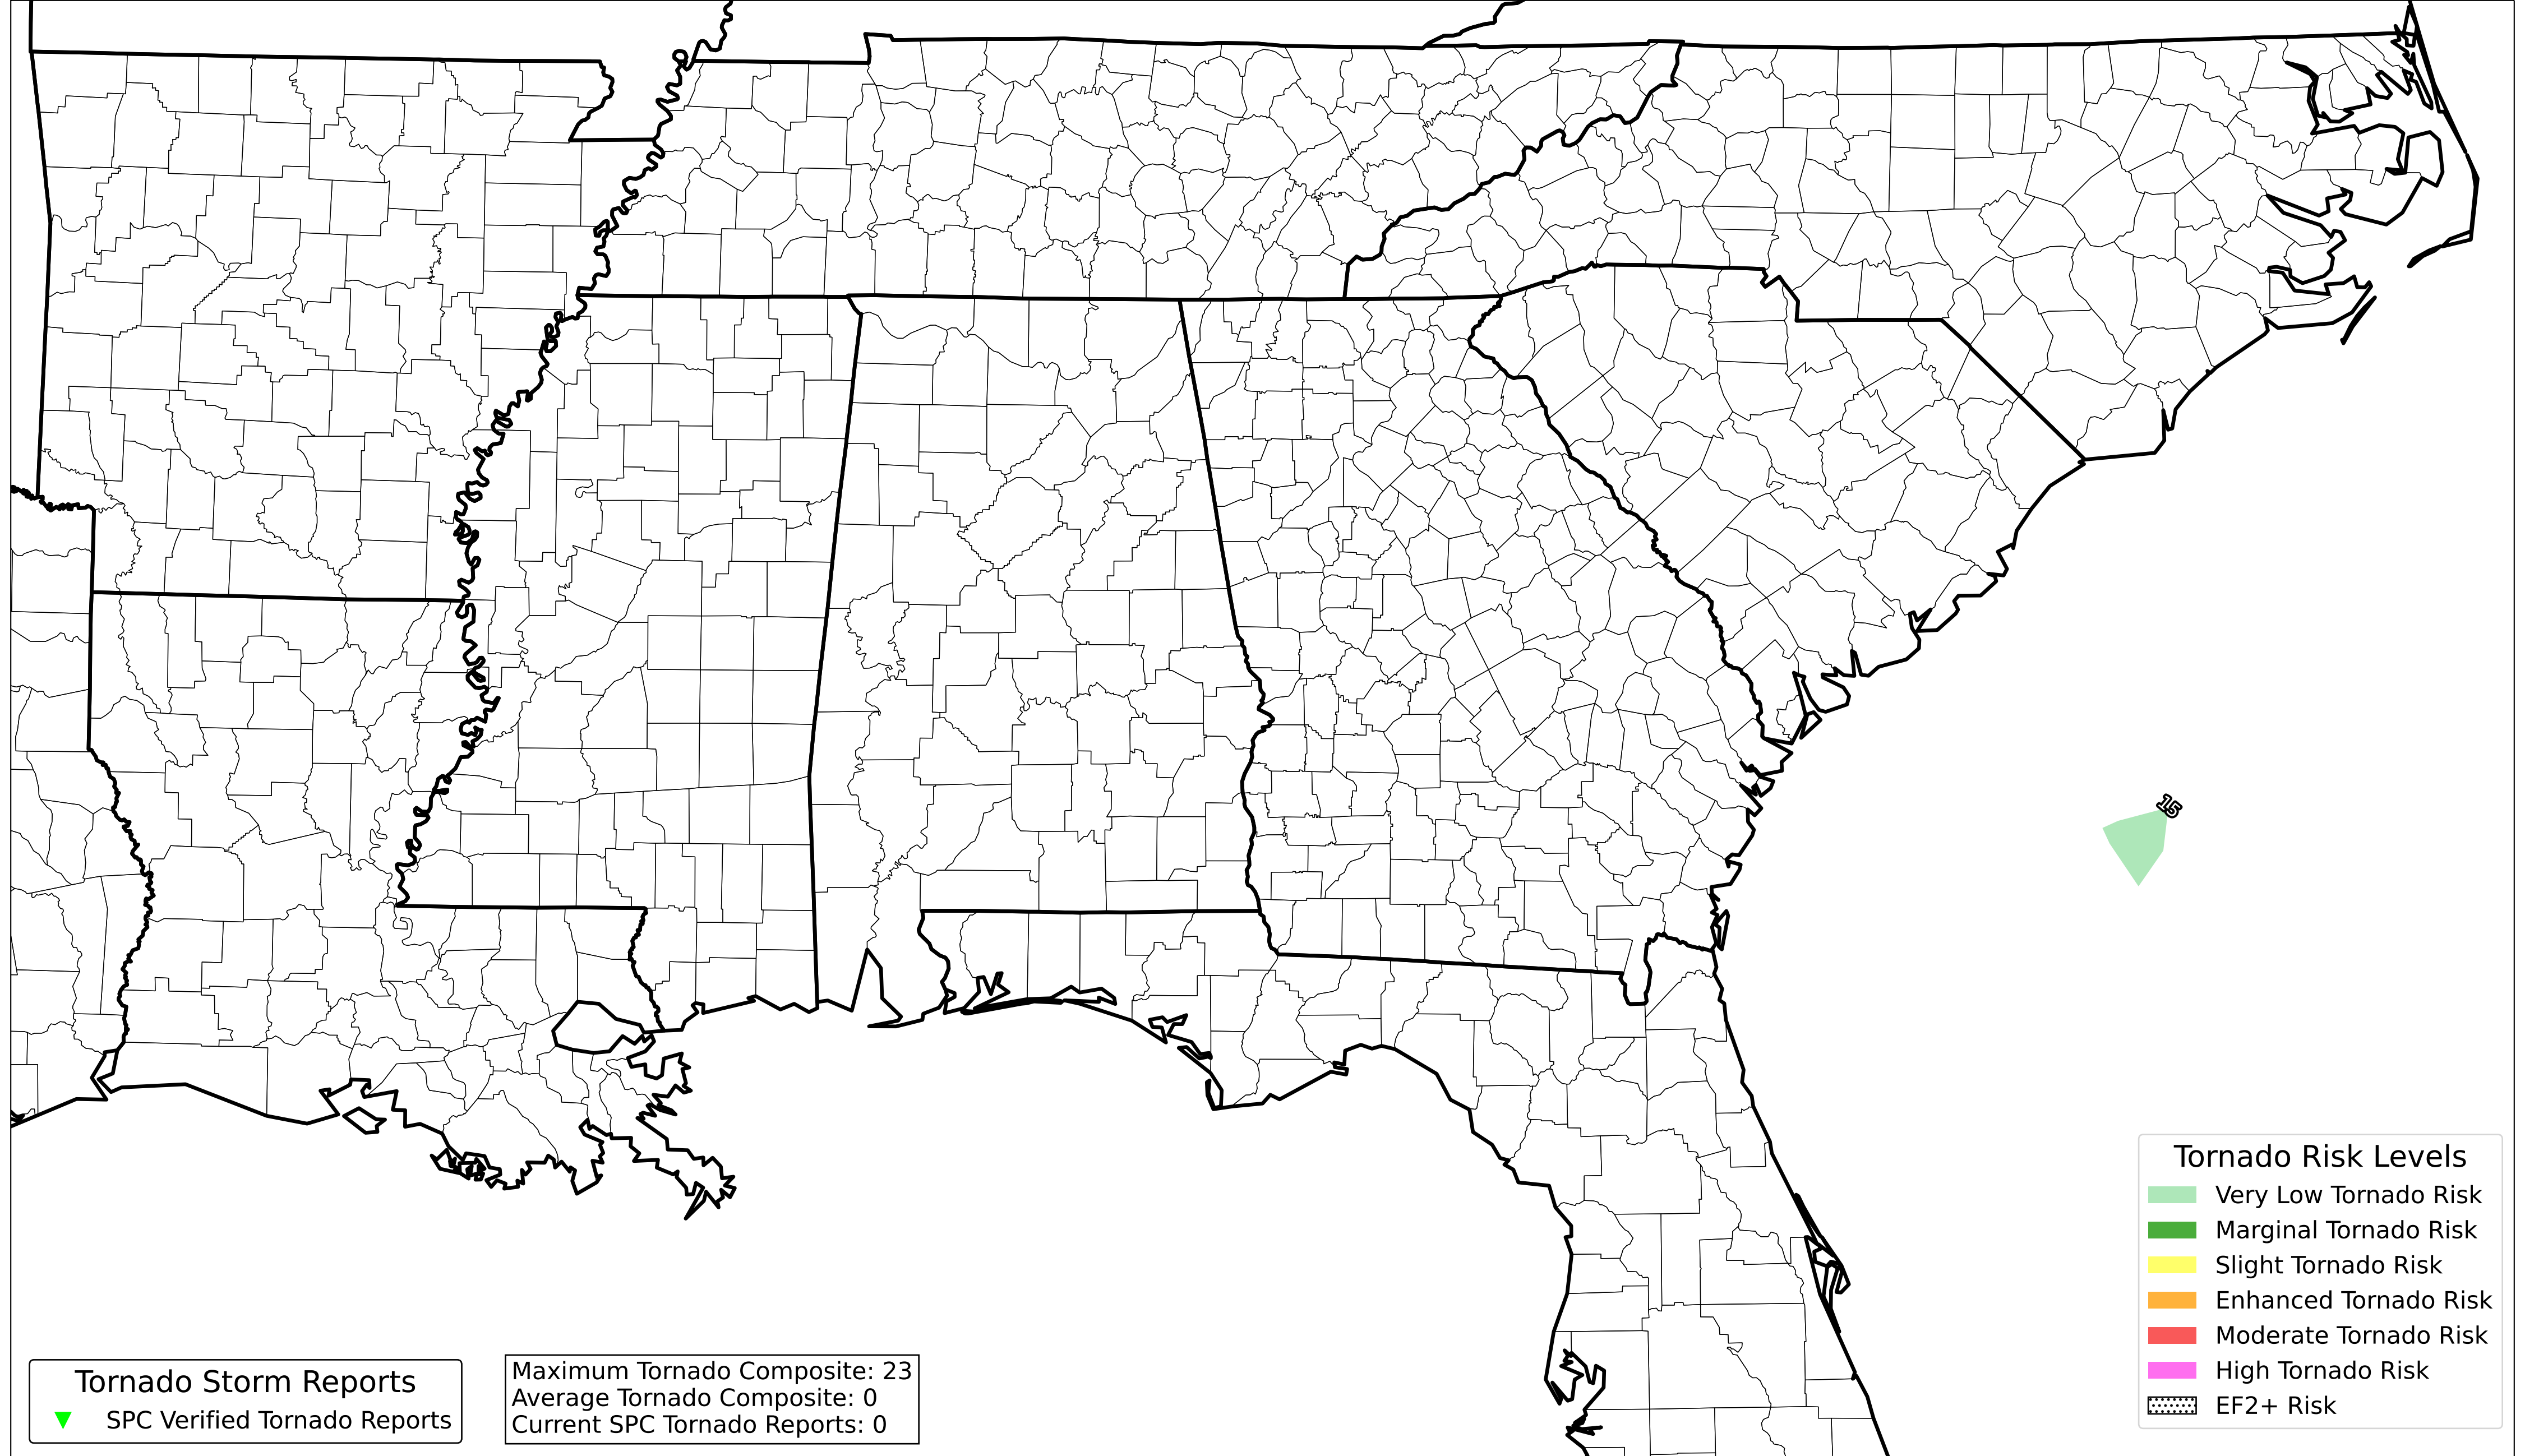 15
Tornado Risk Levels
Very Low Tornado Risk
Marginal Tornado Risk
Slight Tornado Risk
Enhanced Tornado Risk
Moderate Tornado Risk
High Tornado Risk
EF2+ Risk
Tornado Storm Reports
SPC Verified Tornado Reports
Maximum Tornado Composite: 23
Average Tornado Composite: 0
Current SPC Tornado Reports: 0